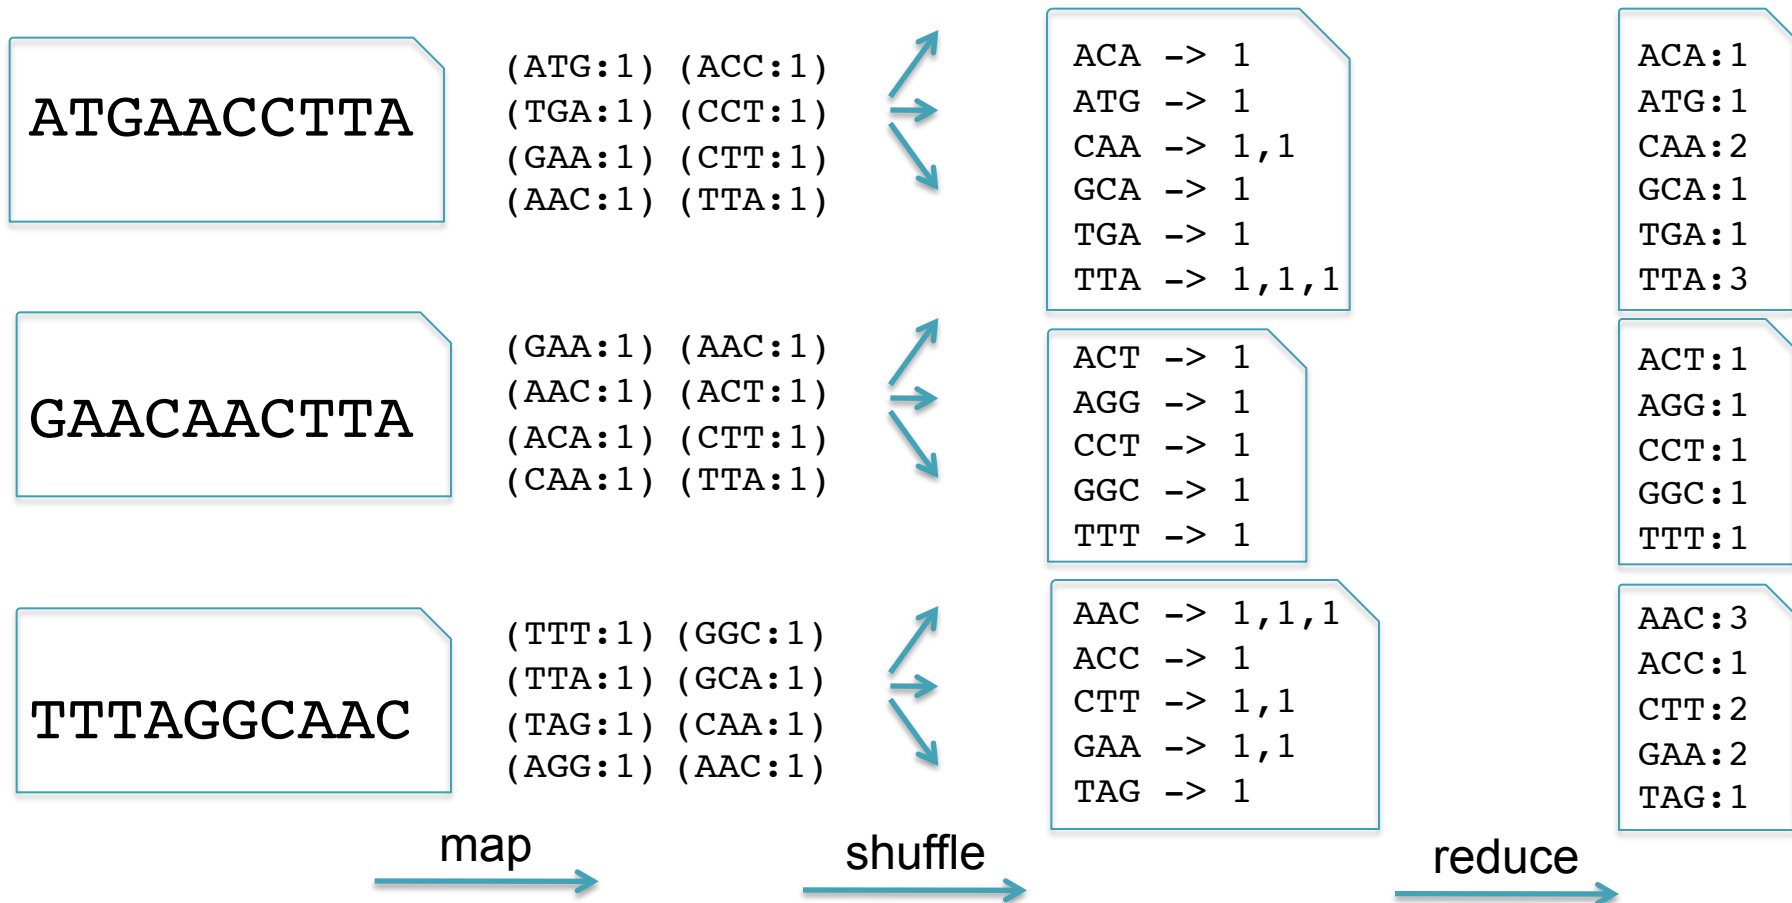 ATGAACCTTA
(ATG:1) (ACC:1)
(TGA:1) (CCT:1)
(GAA:1) (CTT:1)
(AAC:1) (TTA:1)
ACA -> 1
ATG -> 1
CAA -> 1,1
GCA -> 1
TGA -> 1
TTA -> 1,1,1
ACA:1
ATG:1
CAA:2
GCA:1
TGA:1
TTA:3
GAACAACTTA
(GAA:1) (AAC:1)
(AAC:1) (ACT:1)
(ACA:1) (CTT:1)
(CAA:1) (TTA:1)
ACT -> 1
AGG -> 1
CCT -> 1
GGC -> 1
TTT -> 1
ACT:1
AGG:1
CCT:1
GGC:1
TTT:1
TTTAGGCAAC
(TTT:1) (GGC:1)
(TTA:1) (GCA:1)
(TAG:1) (CAA:1)
(AGG:1) (AAC:1)
AAC -> 1,1,1
ACC -> 1
CTT -> 1,1
GAA -> 1,1
TAG -> 1
AAC:3
ACC:1
CTT:2
GAA:2
TAG:1
map
shuffle
reduce